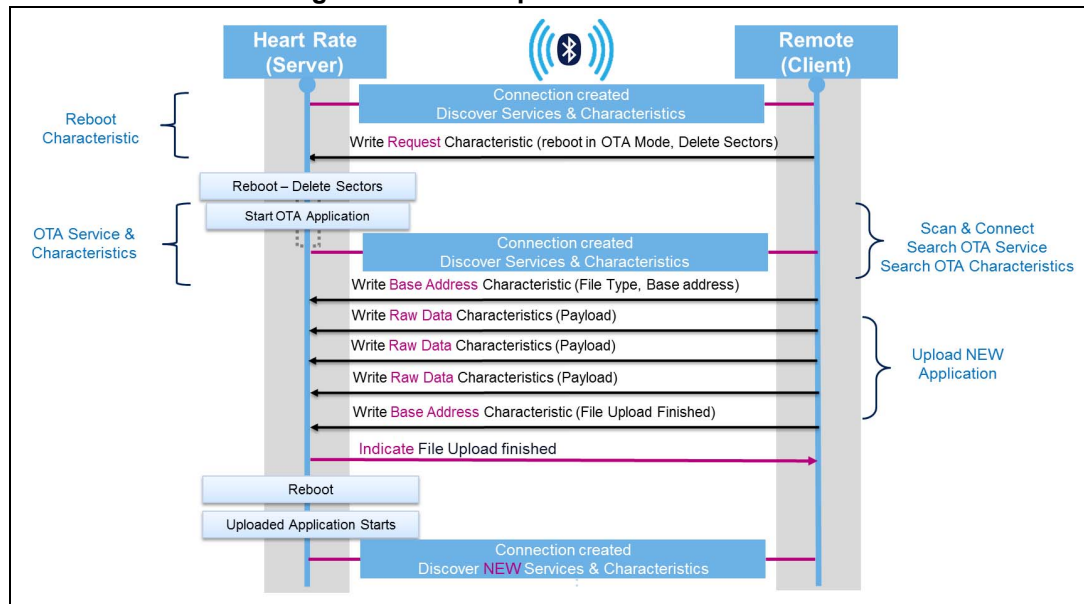 Heart Rate
(Server)
Remote
(Client)
Connection created
Discover Services & Characteristics
Reboot
Characteristic
Write Request Characteristic (reboot in OTA Mode, Delete Sectors)
Reboot – Delete Sectors
Start OTA Application
OTA Service &
Characteristics
Connection created
Discover Services & Characteristics
Scan & Connect
Search OTA Service
Search OTA Characteristics
Write Base Address Characteristic (File Type, Base address)
Write Raw Data Characteristics (Payload)
Write Raw Data Characteristics (Payload)
Write Raw Data Characteristics (Payload)
Upload NEW
Application
Write Base Address Characteristic (File Upload Finished)
Indicate File Upload finished
Reboot
Uploaded Application Starts
Connection created
Discover NEW Services & Characteristics